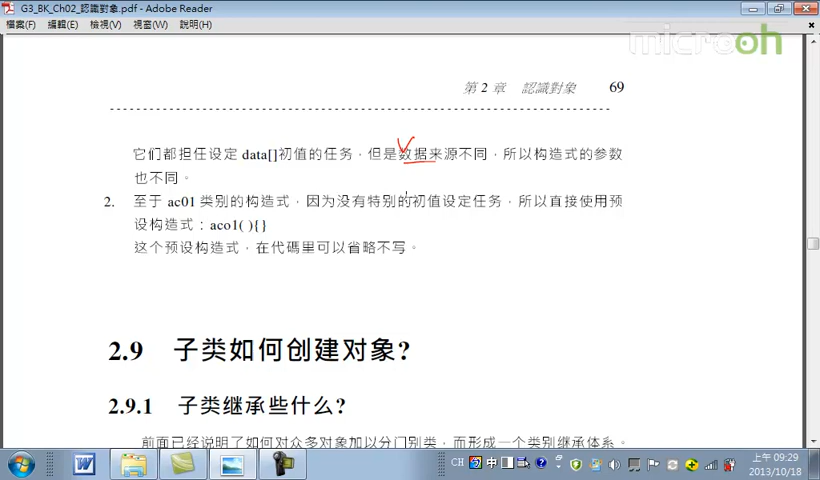 G3_BK_Ch02_認識對象.pdf - Adobe Reader
檔案(F) 編輯(E) 檢視(V) 視窗(W) 說明(H)
microoh
第 2 章 認識對象 69
它们都担任设定 data[]初值的任务，但是数据来源不同，所以构造式的参数
也不同。
2. 至于 ac01 类别的构造式，因为没有特别的初值设定任务，所以直接使用预
设构造式：aco1( ){}
这个预设构造式，在代碼里可以省略不写。
2.9 子类如何创建对象?
2.9.1 子类继承些什么?
前面已经说明了如何对众多对象加以分门别类，而形成一个类别继承体系。
CH 中
上午 09:29
2013/10/18